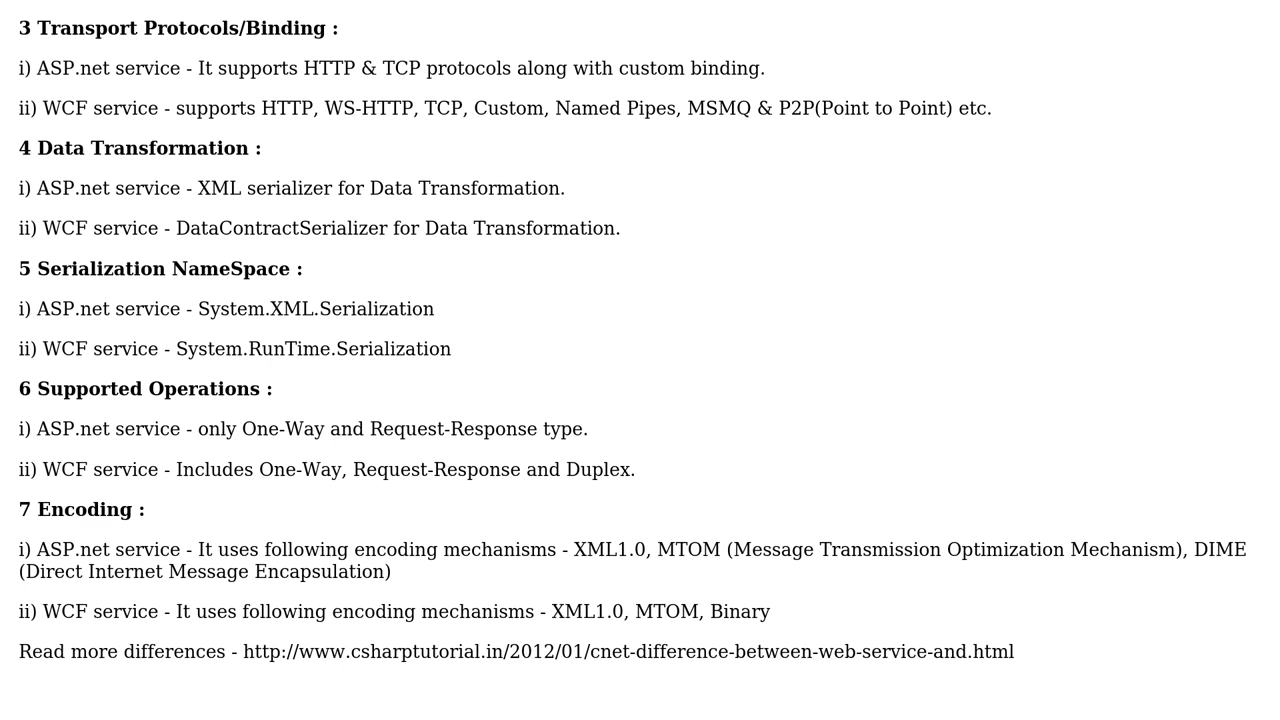 3 Transport Protocols/Binding :
i) ASP.net service - It supports HTTP & TCP protocols along with custom binding.
ii) WCF service - supports HTTP, WS-HTTP, TCP, Custom, Named Pipes, MSMQ & P2P(Point to Point) etc.
4 Data Transformation :
i) ASP.net service - XML serializer for Data Transformation.
ii) WCF service - DataContractSerializer for Data Transformation.
5 Serialization NameSpace :
i) ASP.net service - System.XML.Serialization
ii) WCF service - System.RunTime.Serialization
6 Supported Operations :
i) ASP.net service - only One-Way and Request-Response type.
ii) WCF service - Includes One-Way, Request-Response and Duplex.
7 Encoding :
i) ASP.net service - It uses following encoding mechanisms - XML1.0, MTOM (Message Transmission Optimization Mechanism), DIME
(Direct Internet Message Encapsulation)
ii) WCF service - It uses following encoding mechanisms - XML1.0, MTOM, Binary
Read more differences - http://www.csharptutorial.in/2012/01/cnet-difference-between-web-service-and.html